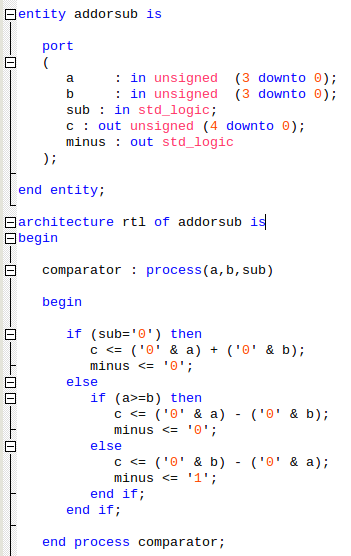 entity addorsub is
port
(
a : in unsigned (3 downto 0);
b : in unsigned (3 downto 0);
sub : in std_logic;
c : out unsigned (4 downto 0);
minus : out std_logic
);
end entity;
architecture rtl of addorsub is
begin
comparator : process(a,b,sub)
begin
if (sub='0') then
c <= ('0' & a) + ('0' & b);
minus <= '0';
else
if (a>=b) then
c <= ('0' & a) - ('0' & b);
minus <= '0';
else
c <= ('0' & b) - ('0' & a);
minus <= '1';
end if;
end if;
end process comparator;